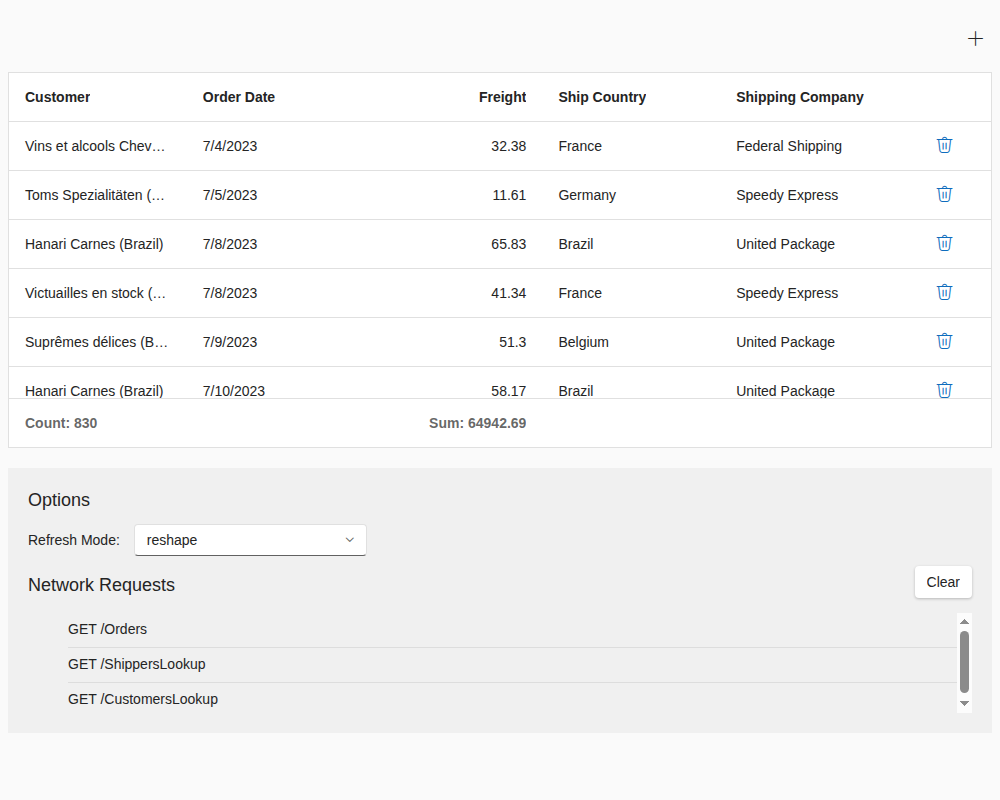 Customer Order Date Freight Ship Country Shipping Company
Vins et alcools Chev… 7/4/2023 32.38 France Federal Shipping
Toms Spezialitäten (… 7/5/2023 11.61 Germany Speedy Express
Hanari Carnes (Brazil) 7/8/2023 65.83 Brazil United Package
Victuailles en stock (… 7/8/2023 41.34 France Speedy Express
Suprêmes délices (B… 7/9/2023 51.3 Belgium United Package
Hanari Carnes (Brazil) 7/10/2023 58.17 Brazil United Package
Count: 830 Sum: 64942.69
Options
Refresh Mode: reshape
Network Requests Clear
GET /Orders
GET /ShippersLookup
GET /CustomersLookup